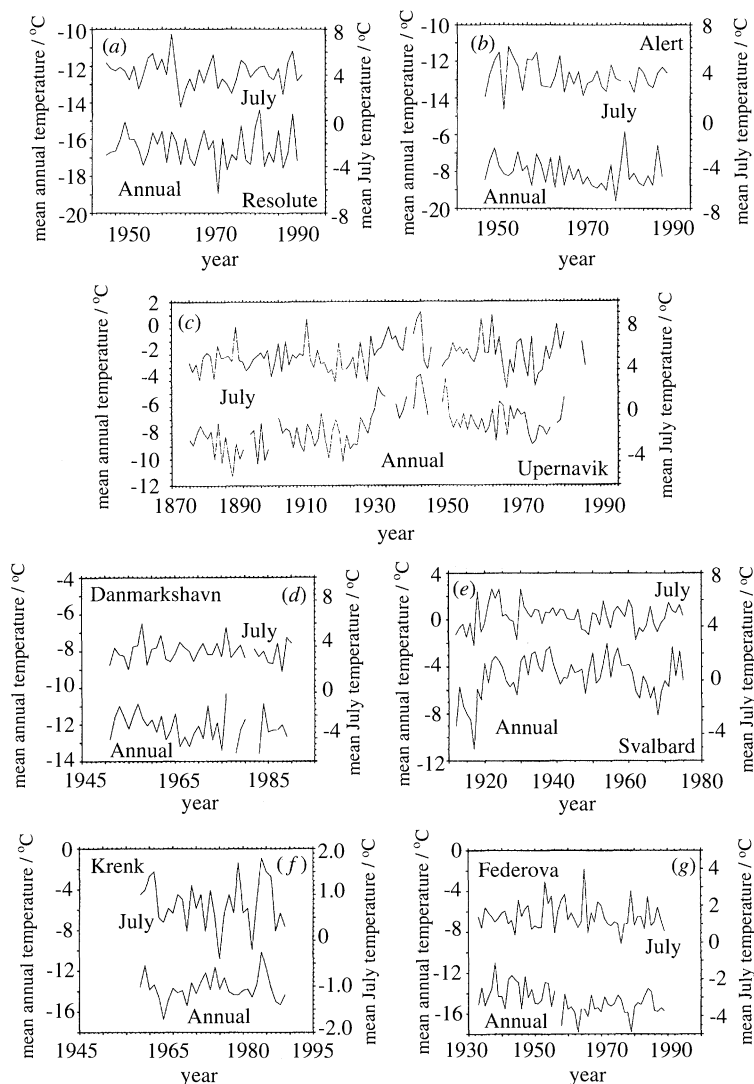 (a)
mean annual temperature / °C
-10
-12
-14
-16
-18
-20
July
Annual
Resolute
8
4
0
-4
-8
mean July temperature / °C
1950
1970
1990
year
(b)
Alert
mean annual temperature / °C
-10
-13
-6
-8
-20
July
Annual
8
4
0
-4
-8
mean July temperature / °C
1950
1970
1990
year
(c)
mean annual temperature / °C
2
0
-2
-4
-6
-8
-10
-12
July
Annual
Upernavik
8
4
0
-4
mean July temperature / °C
1870
1890
1910
1930
1950
1970
1990
year
Danmarkshavn
(d)
mean annual temperature / °C
-4
-6
-8
-10
-12
-14
July
Annual
8
4
0
-4
mean July temperature / °C
1945
1965
1985
year
(e)
mean annual temperature / °C
4
0
-4
-8
-12
July
Annual
Svalbard
8
4
0
-4
mean July temperature / °C
1920
1940
1960
1980
year
Krenk
(f)
mean annual temperature / °C
0
-4
-8
-12
-16
July
Annual
2.0
1.0
0
-1.0
-2.0
mean July temperature / °C
1945
1965
1980
1995
year
Federova
(g)
mean annual temperature / °C
0
-4
-8
-12
-16
July
Annual
4
2
0
-2
-4
mean July temperature / °C
1930
1950
1970
1990
year